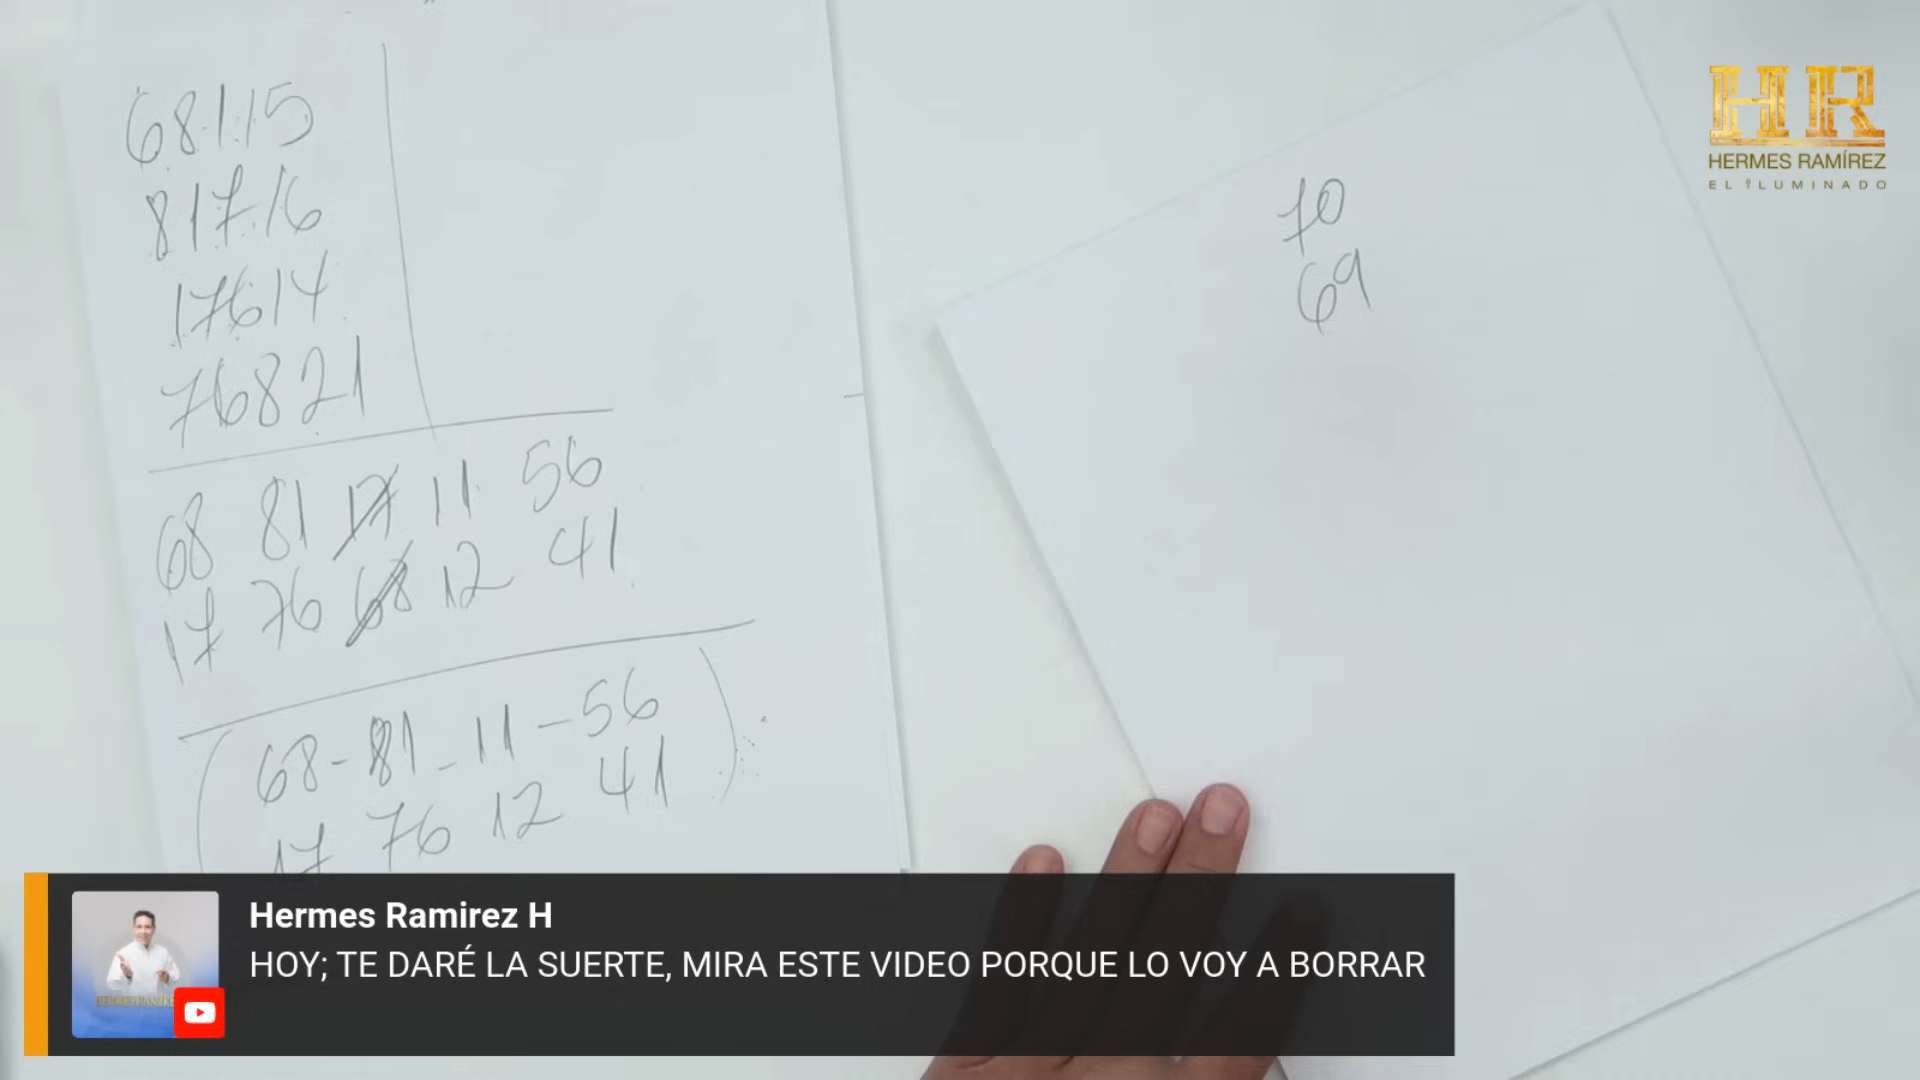 68115
81716
17614
76821
68 81 17 11 56
17 76 68 12 41
68-81-11-56
17 76 12 41
70
69
HR
HERMES RAMÍREZ
EL ILUMINADO
Hermes Ramirez H
HOY; TE DARÉ LA SUERTE, MIRA ESTE VIDEO PORQUE LO VOY A BORRAR